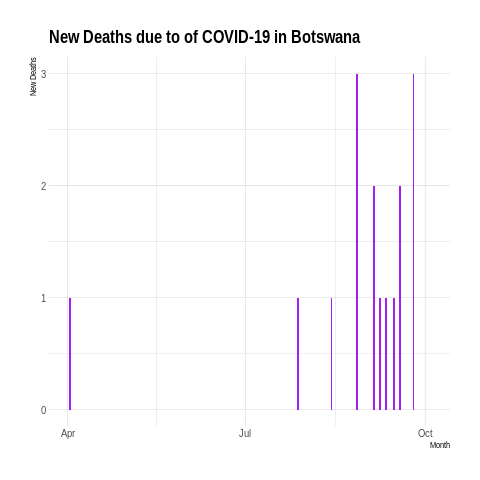 New Deaths due to of COVID-19 in Botswana
New Deaths
3
2
1
0
Apr
Jul
Oct
Month